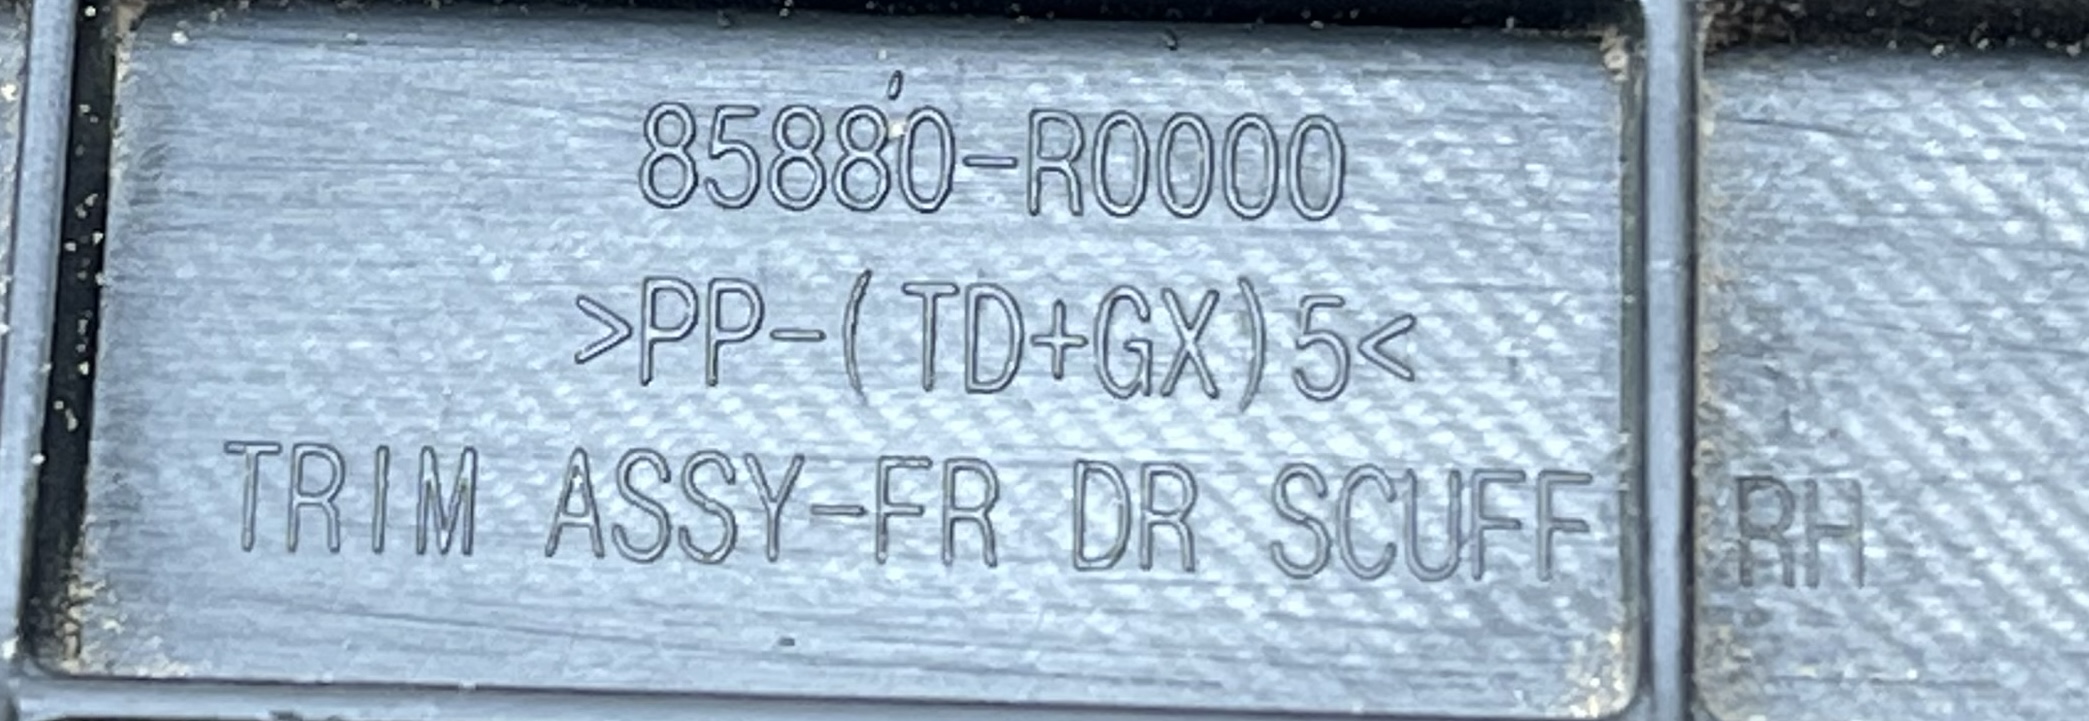 85880-R0000
>PP-(TD+GX)5<
TRIM ASSY-FR DR SCUFF RH